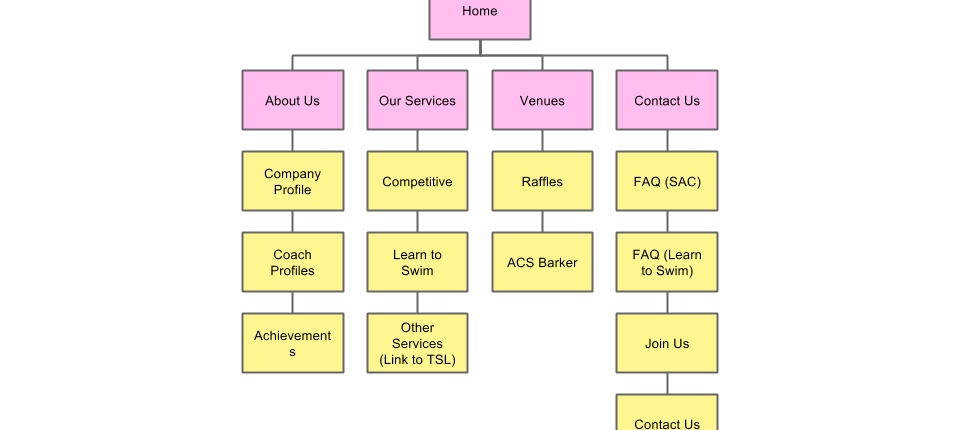 Home
About Us
Our Services
Venues
Contact Us
Company
Profile
Competitive
Raffles
FAQ (SAC)
Coach
Profiles
Learn to
Swim
ACS Barker
FAQ (Learn
to Swim)
Achievement
s
Other
Services
(Link to TSL)
Join Us
Contact Us